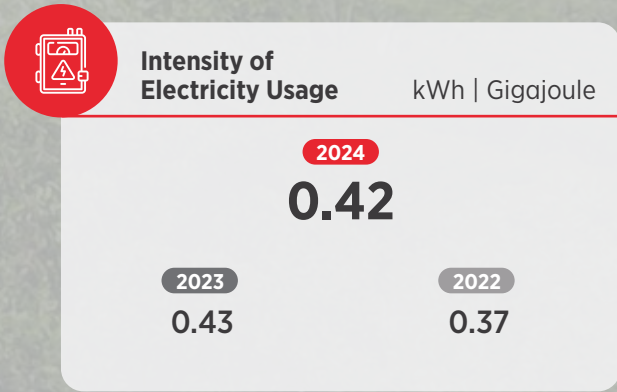 Intensity of
Electricity Usage
kWh | Gigajoule
2024
0.42
2023
2022
0.43
0.37